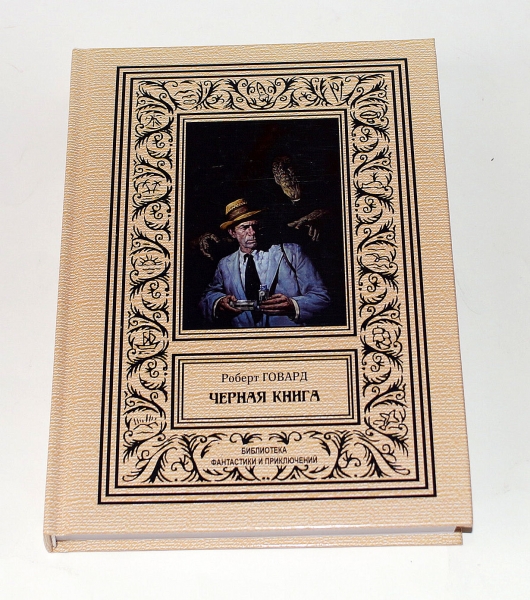 Роберт ГОВАРД
ЧЕРНАЯ КНИГА
БИБЛИОТЕКА
ФАНТАСТИКИ И ПРИКЛЮЧЕНИЙ